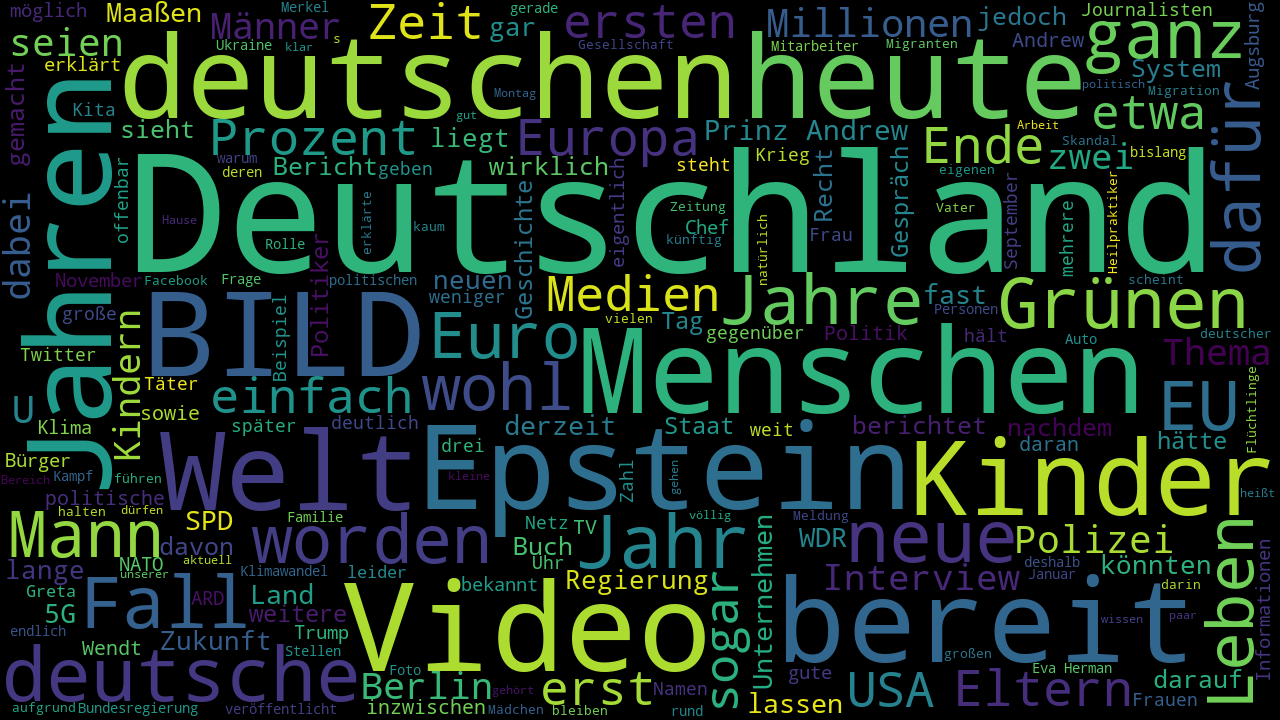 möglich Maaßen Merkel Zeit gerade ersten Millionen jedoch Journalisten ganz Augsburg
Männer gar
seien Ukraine klar s Gesellschaft Mitarbeiter Migranten Andrew
erklärt deutschen heute System
gemacht Jahren Kita Montag politisch Migration dafür
sieht gut etwa
Prozent liegt Europa Prinz Andrew Ende Arbeit Skandal zwei bislang
warum Bericht geben wirklich steht Krieg
deren eigenen
dabei offenbar Deutschland erklärte Geschichte eigentlich Recht Gespräch September mehrere Heilpraktiker
Hause Rolle kaum Zeitung Chef Vater
künftig Frau natürlich
November Facebook Frage politischen neuen Medien Jahre fast Grünen scheint
große BILD Politiker Beispiel weniger vielen Tag Personen
Twitter Kindern Euro gegenüber Politik hält Auto deutscher
Menschen Thema
Täter einfach wohl EU Flüchtlinge
U sowie
Klima später deutlich derzeit Staat weit berichtet nachdem
Bürger Welt drei Epstein daran hätte
Bereich Kampf führen Zahl gehen Kinder heißt
politische kleine
halten dürfen SPD Familie Netz TV völlig Meldung
Mann davon worden Buch Jahr WDR neue Polizei
NATO unserer aktuell Uhr Unternehmen deshalb könnten
lange Klimawandel leider Regierung Interview Januar Leben
Greta Fall ARD Land bekannt sogar darin
5G weitere Video bereit wissen paar Informationen
endlich Zukunft Trump
Wendt Stellen großen
deutsche Foto gute Eva Herman darauf
Berlin gehört erst Namen USA Eltern Frauen
aufgrund Bundesregierung veröffentlicht inzwischen Mädchen bleiben rund lassen